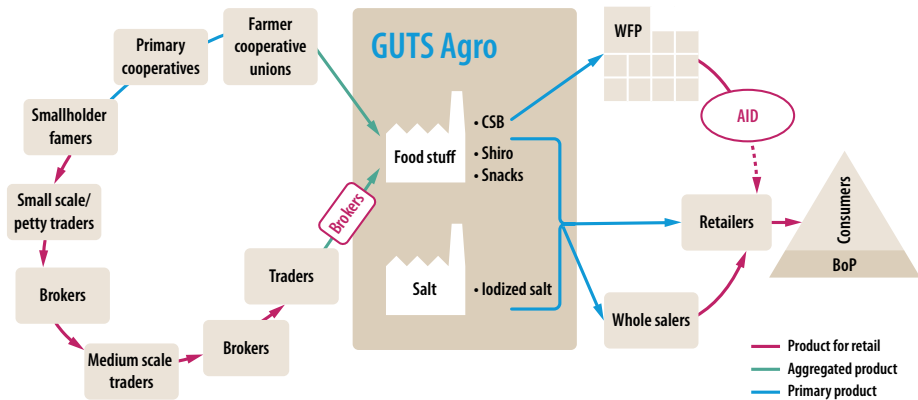 Primary
cooperatives
Farmer
cooperative
unions
Smallholder
famers
Small scale/
petty traders
Brokers
Medium scale
traders
Brokers
Traders
Brokers
GUTS Agro
Food stuff
• CSB
• Shiro
• Snacks
Salt
• Iodized salt
WFP
AID
Retailers
Whole salers
Consumers
BoP
Product for retail
Aggregated product
Primary product